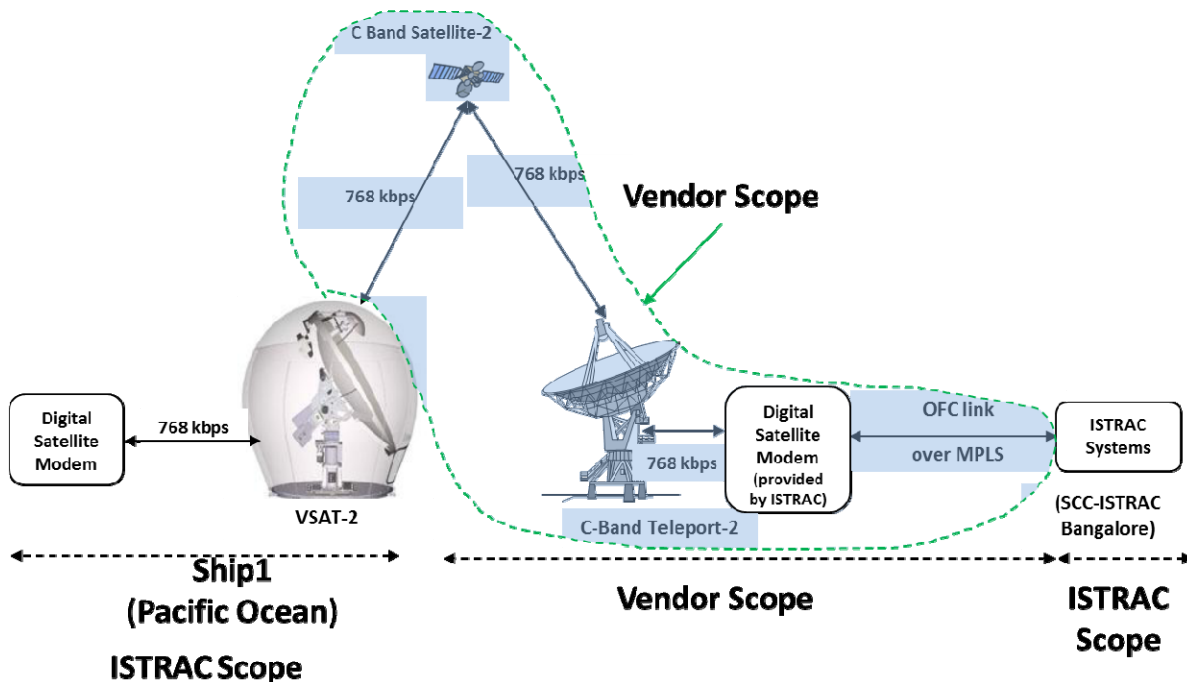 C Band Satellite-2
768 kbps
768 kbps
Vendor Scope
Digital
Satellite
Modem
768 kbps
VSAT-2
768 kbps
Digital
Satellite
Modem
(provided
by ISTRAC)
OFC link
over MPLS
ISTRAC
Systems
(SCC-ISTRAC
Bangalore)
C-Band Teleport-2
Ship1
(Pacific Ocean)
ISTRAC Scope
Vendor Scope
ISTRAC
Scope